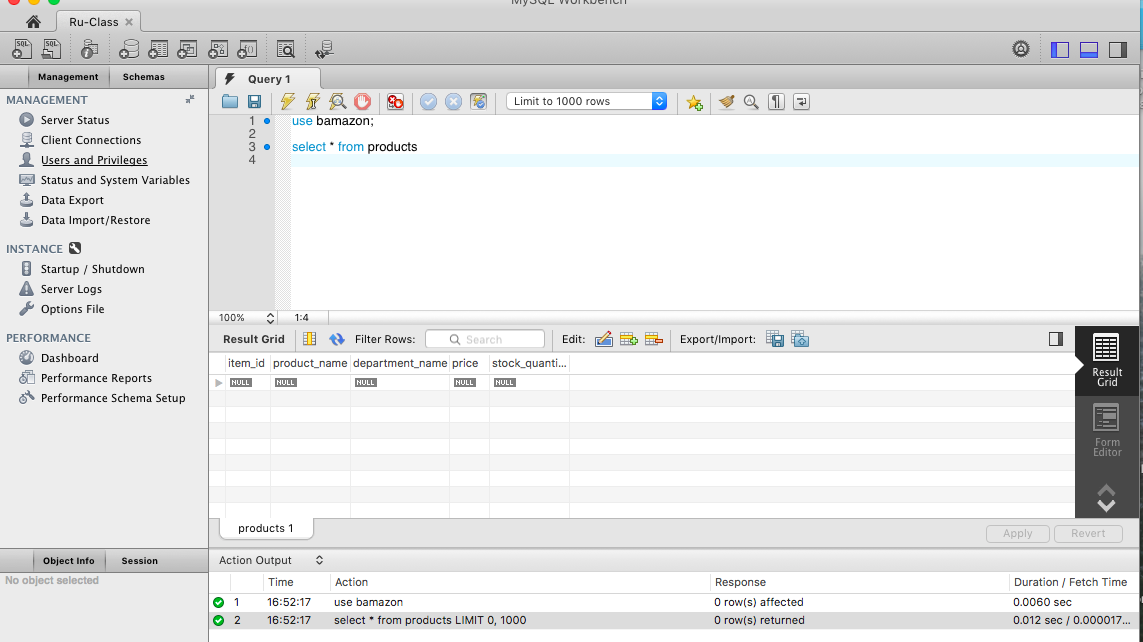 MySQL Workbench
Ru-Class
Management Schemas
Query 1
MANAGEMENT
Server Status
Client Connections
Users and Privileges
Status and System Variables
Data Export
Data Import/Restore
INSTANCE
Startup / Shutdown
Server Logs
Options File
PERFORMANCE
Dashboard
Performance Reports
Performance Schema Setup
Limit to 1000 rows
1 use bamazon;
2
3 select * from products
4
100% 1:4
Result Grid Filter Rows: Search Edit: Export/Import:
item_id product_name department_name price stock_quanti...
NULL NULL NULL NULL NULL
Result
Grid
Form
Editor
products 1
Apply Revert
Object Info Session
No object selected
Action Output
Time Action Response Duration / Fetch Time
1 16:52:17 use bamazon 0 row(s) affected 0.0060 sec
2 16:52:17 select * from products LIMIT 0, 1000 0 row(s) returned 0.012 sec / 0.000017...